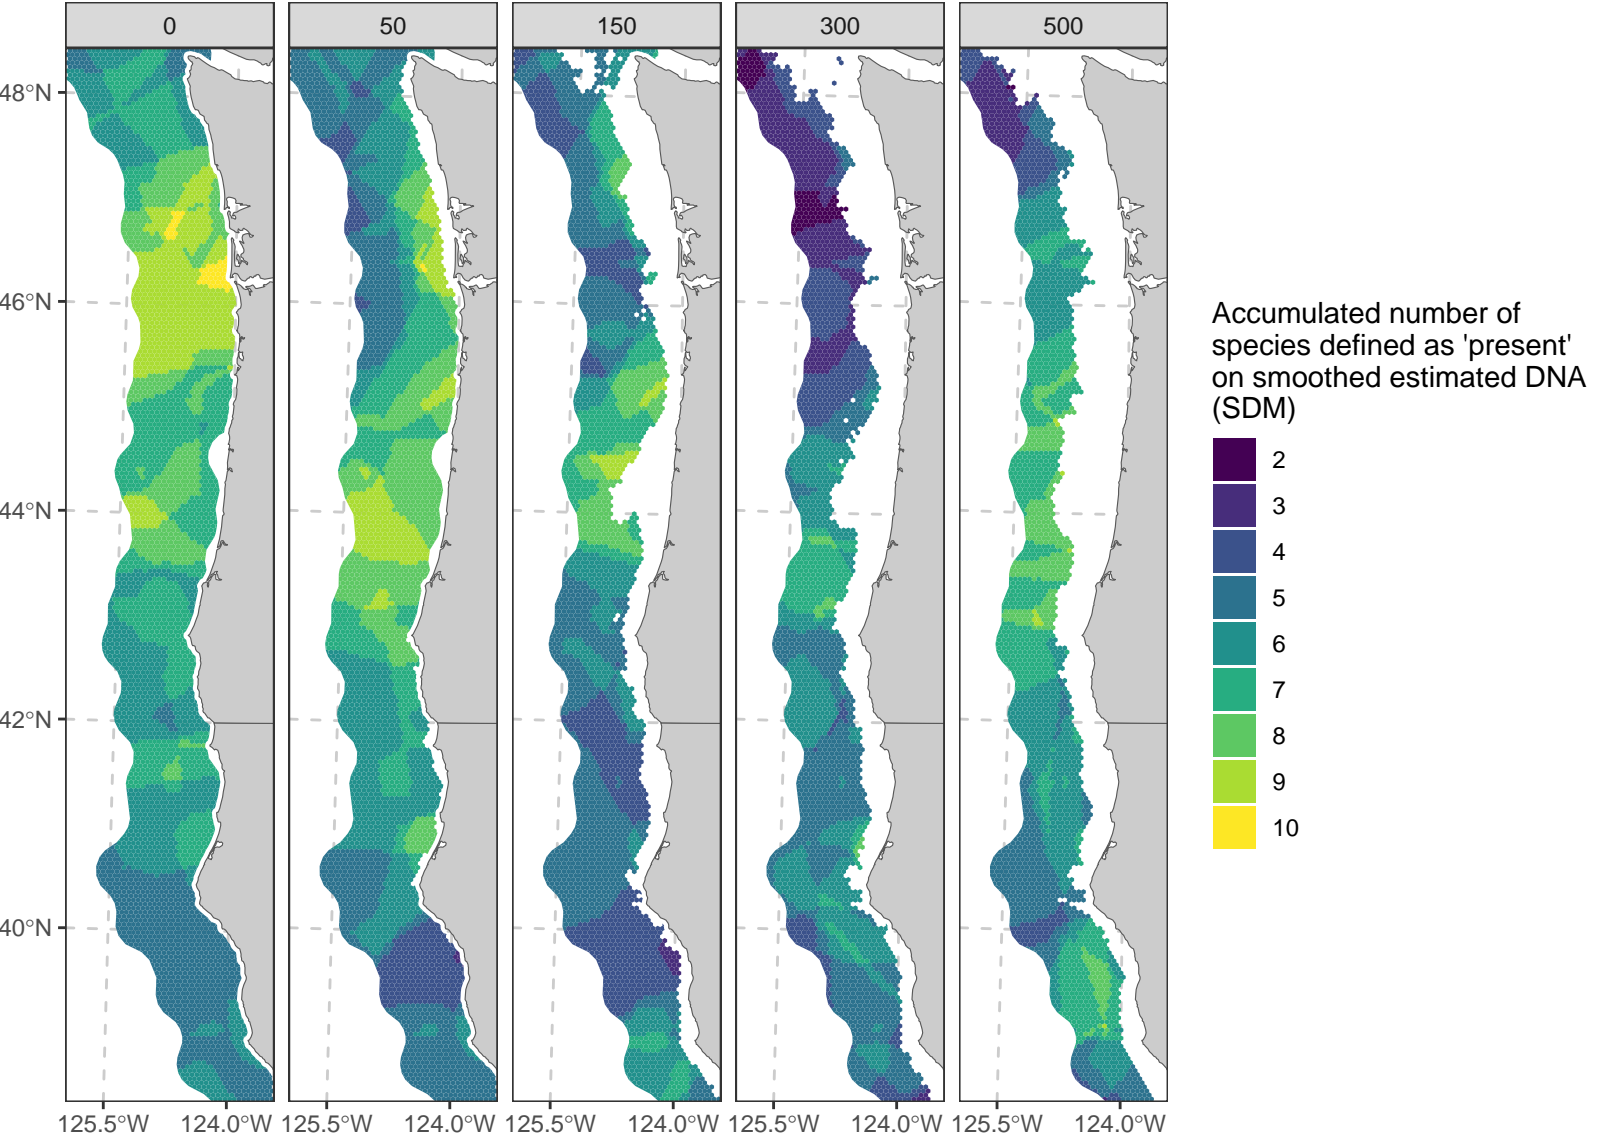 0 50 150 300 500
48°N
46°N
44°N
42°N
40°N
125.5°W 124.0°W 125.5°W 124.0°W 125.5°W 124.0°W 125.5°W 124.0°W 125.5°W 124.0°W
Accumulated number of
species defined as 'present'
on smoothed estimated DNA
(SDM)
2
3
4
5
6
7
8
9
10